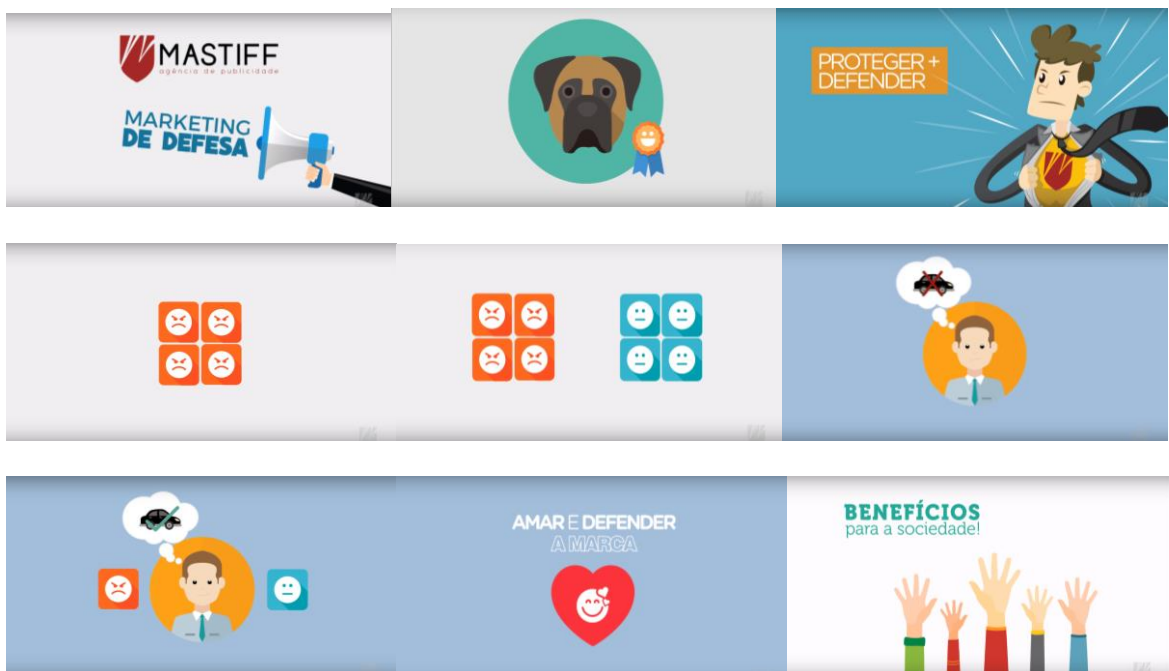 MASTIFF
agência de publicidade
MARKETING
DE DEFESA
PROTEGER +
DEFENDER
AMAR E DEFENDER
A MARCA
BENEFÍCIOS
para a sociedade!